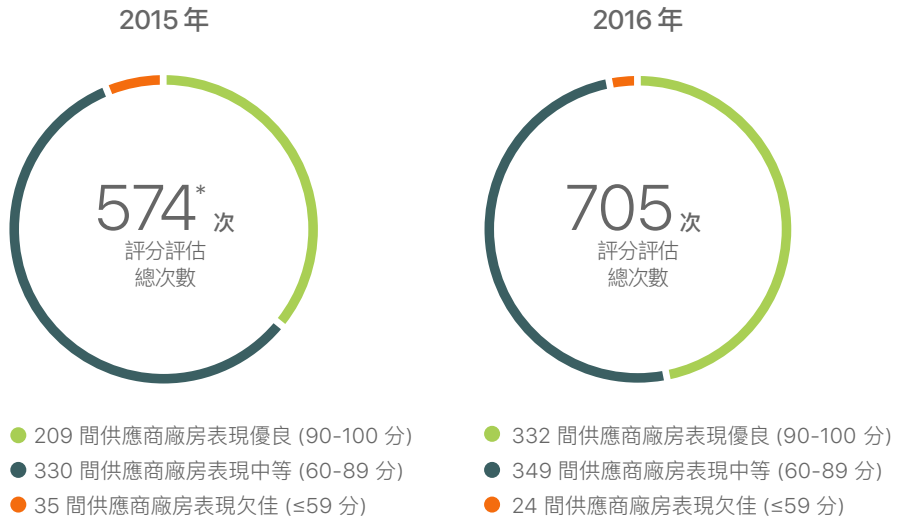 2015 年
574* 次
評分評估
總次數
209 間供應商廠房表現優良 (90-100 分)
330 間供應商廠房表現中等 (60-89 分)
35 間供應商廠房表現欠佳 (≤59 分)
2016 年
705 次
評分評估
總次數
332 間供應商廠房表現優良 (90-100 分)
349 間供應商廠房表現中等 (60-89 分)
24 間供應商廠房表現欠佳 (≤59 分)